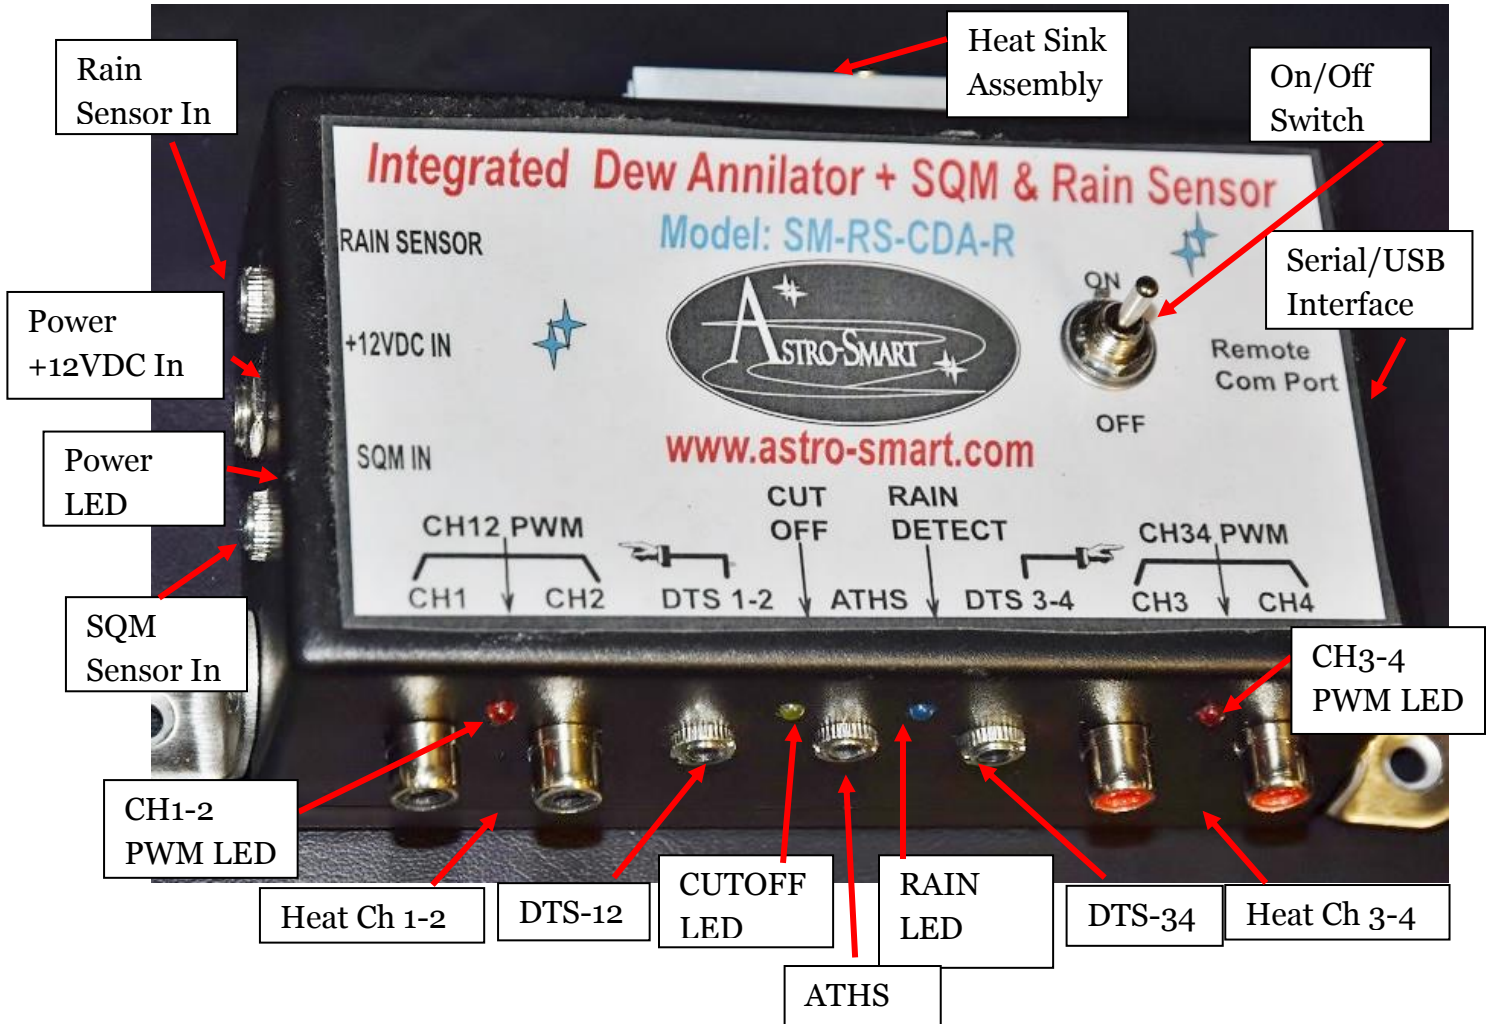 Heat Sink
Assembly
Rain
Sensor In
On/Off
Switch
Integrated Dew Annilator + SQM & Rain Sensor
Model: SM-RS-CDA-R
RAIN SENSOR
Serial/USB
Interface
ON
Power
+12VDC In
+12VDC IN
ASTRO-SMART
Remote
Com Port
OFF
www.astro-smart.com
Power
LED
SQM IN
CUT
OFF
RAIN
DETECT
CH12 PWM
CH34 PWM
CH1
CH2
DTS 1-2
ATHS
DTS 3-4
CH3
CH4
SQM
Sensor In
CH3-4
PWM LED
CH1-2
PWM LED
Heat Ch 1-2
DTS-12
CUTOFF
LED
RAIN
LED
DTS-34
Heat Ch 3-4
ATHS